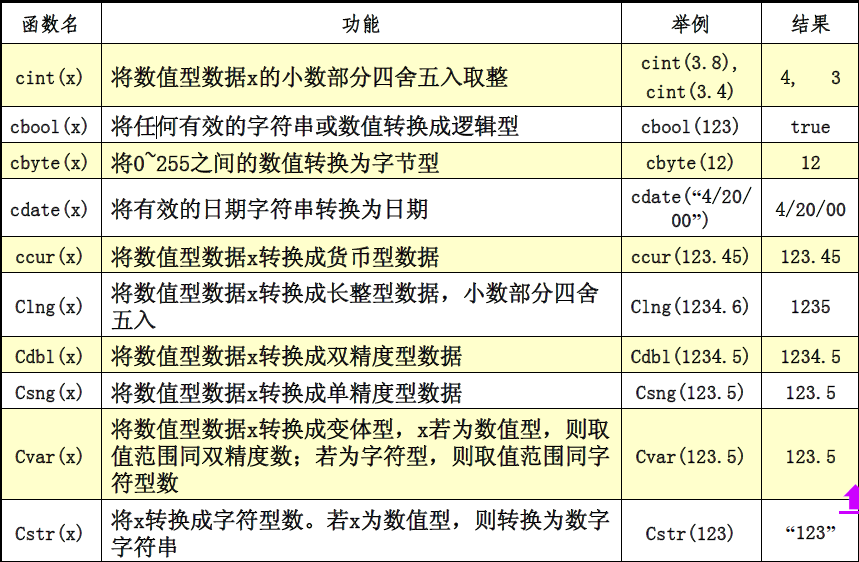 函数名 功能 举例 结果
cint(x) 将数值型数据x的小数部分四舍五入取整 cint(3.8), 4, 3
cint(3.4)
cbool(x) 将任何有效的字符串或数值转换成逻辑型 cbool(123) true
cbyte(x) 将0~255之间的数值转换为字节型 cbyte(12) 12
cdate(x) 将有效的日期字符串转换为日期 cdate(“4/20/ 4/20/00
00”)
ccur(x) 将数值型数据x转换成货币型数据 ccur(123.45) 123.45
Clng(x) 将数值型数据x转换成长整型数据，小数部分四舍 Clng(1234.6) 1235
五入
Cdbl(x) 将数值型数据x转换成双精度型数据 Cdbl(1234.5) 1234.5
Csng(x) 将数值型数据x转换成单精度型数据 Csng(123.5) 123.5
Cvar(x) 将数值型数据x转换成变体型，x若为数值型，则取 Cvar(123.5) 123.5
值范围同双精度数；若为字符型，则取值范围同字
符型数
Cstr(x) 将x转换成字符型数。若x为数值型，则转换为数字 Cstr(123) “123”
字符串